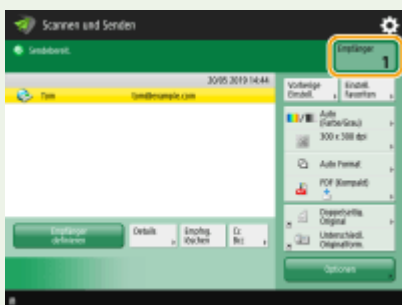 Scannen und Senden
Sendebereit.
Empfänger
1
20/05 2019 14:44
Tom
tom@example.com
Vorherige
Einstell.
Einstell.
Favoriten
Auto
(Farbe/Grau)
300 x 300 dpi
Auto Format
PDF (Kompakt)
Doppelseitig.
Original
Unterschiedl.
Originalform.
Empfänger
definieren
Details
Empfng.
löschen
Cc
Bcc
Optionen